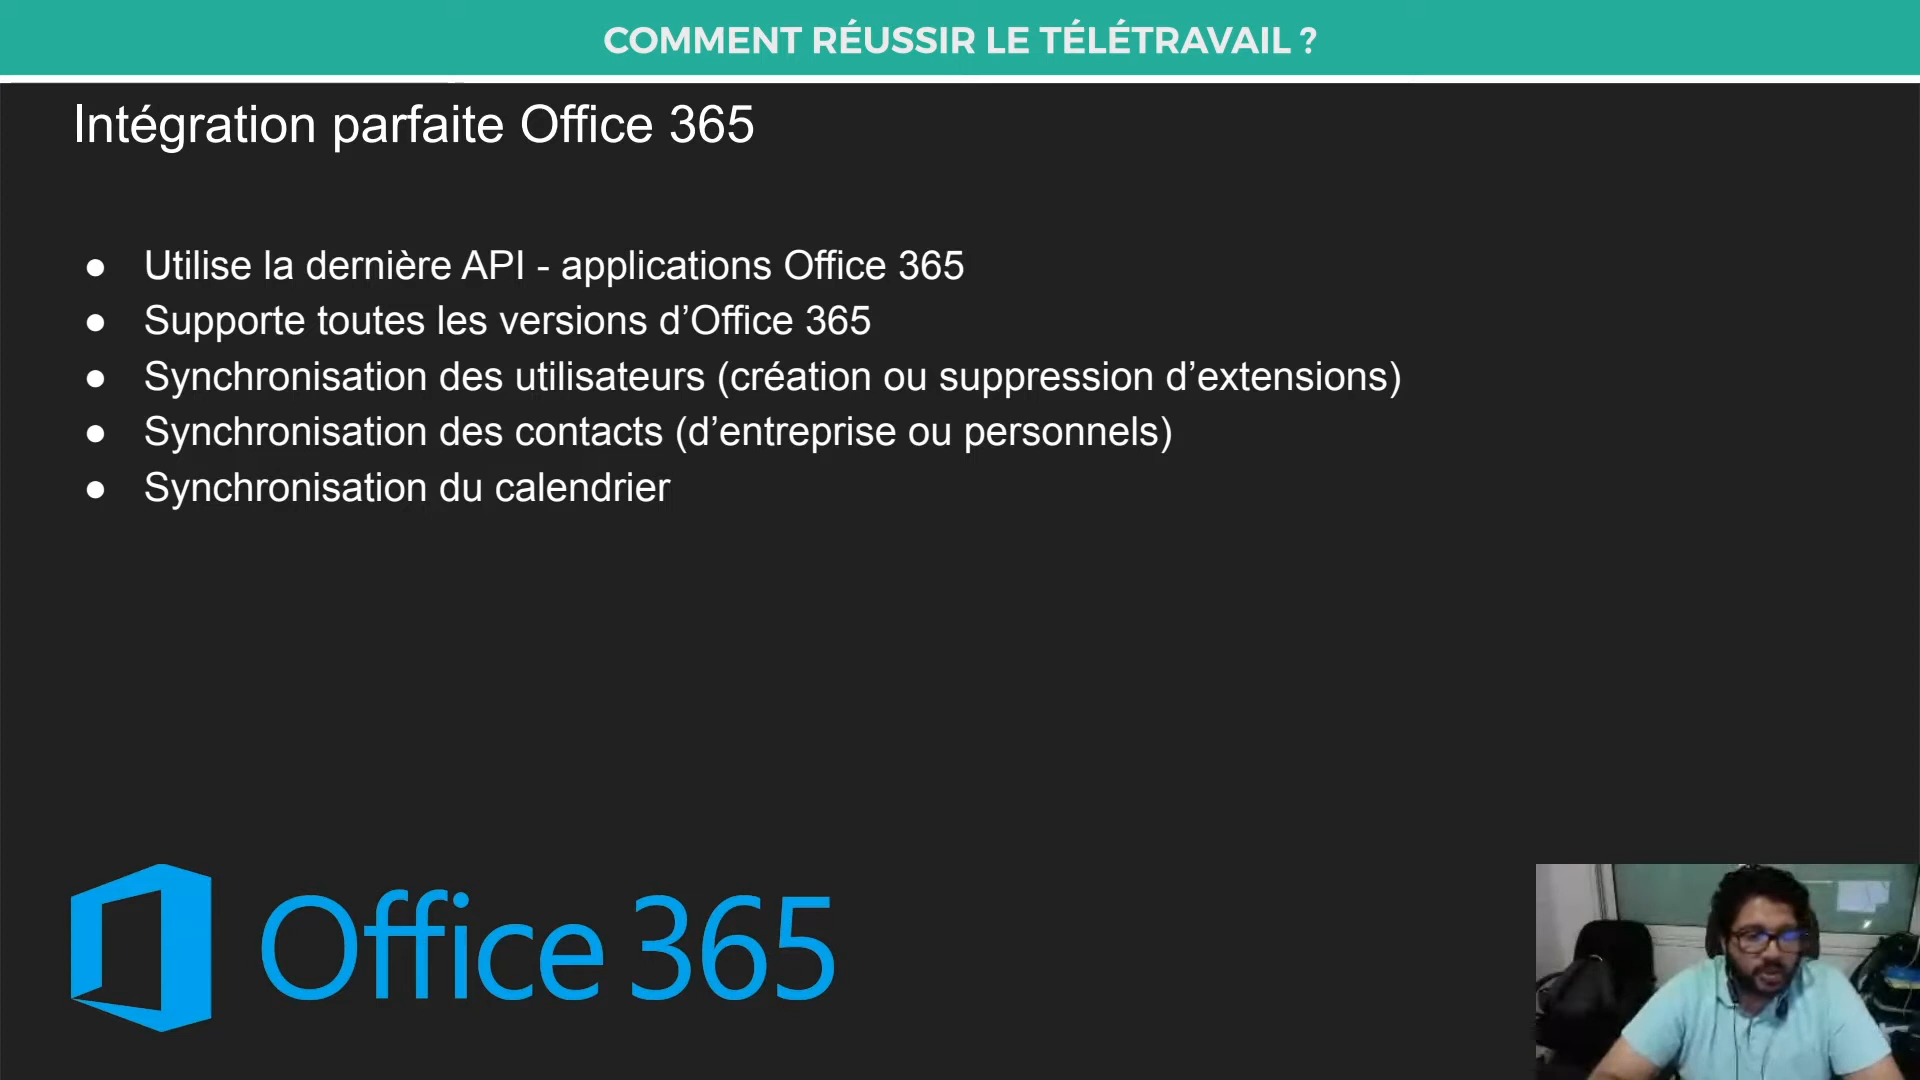 COMMENT RÉUSSIR LE TÉLÉTRAVAIL ?
Intégration parfaite Office 365
● Utilise la dernière API - applications Office 365
● Supporte toutes les versions d’Office 365
● Synchronisation des utilisateurs (création ou suppression d’extensions)
● Synchronisation des contacts (d’entreprise ou personnels)
● Synchronisation du calendrier
Office 365